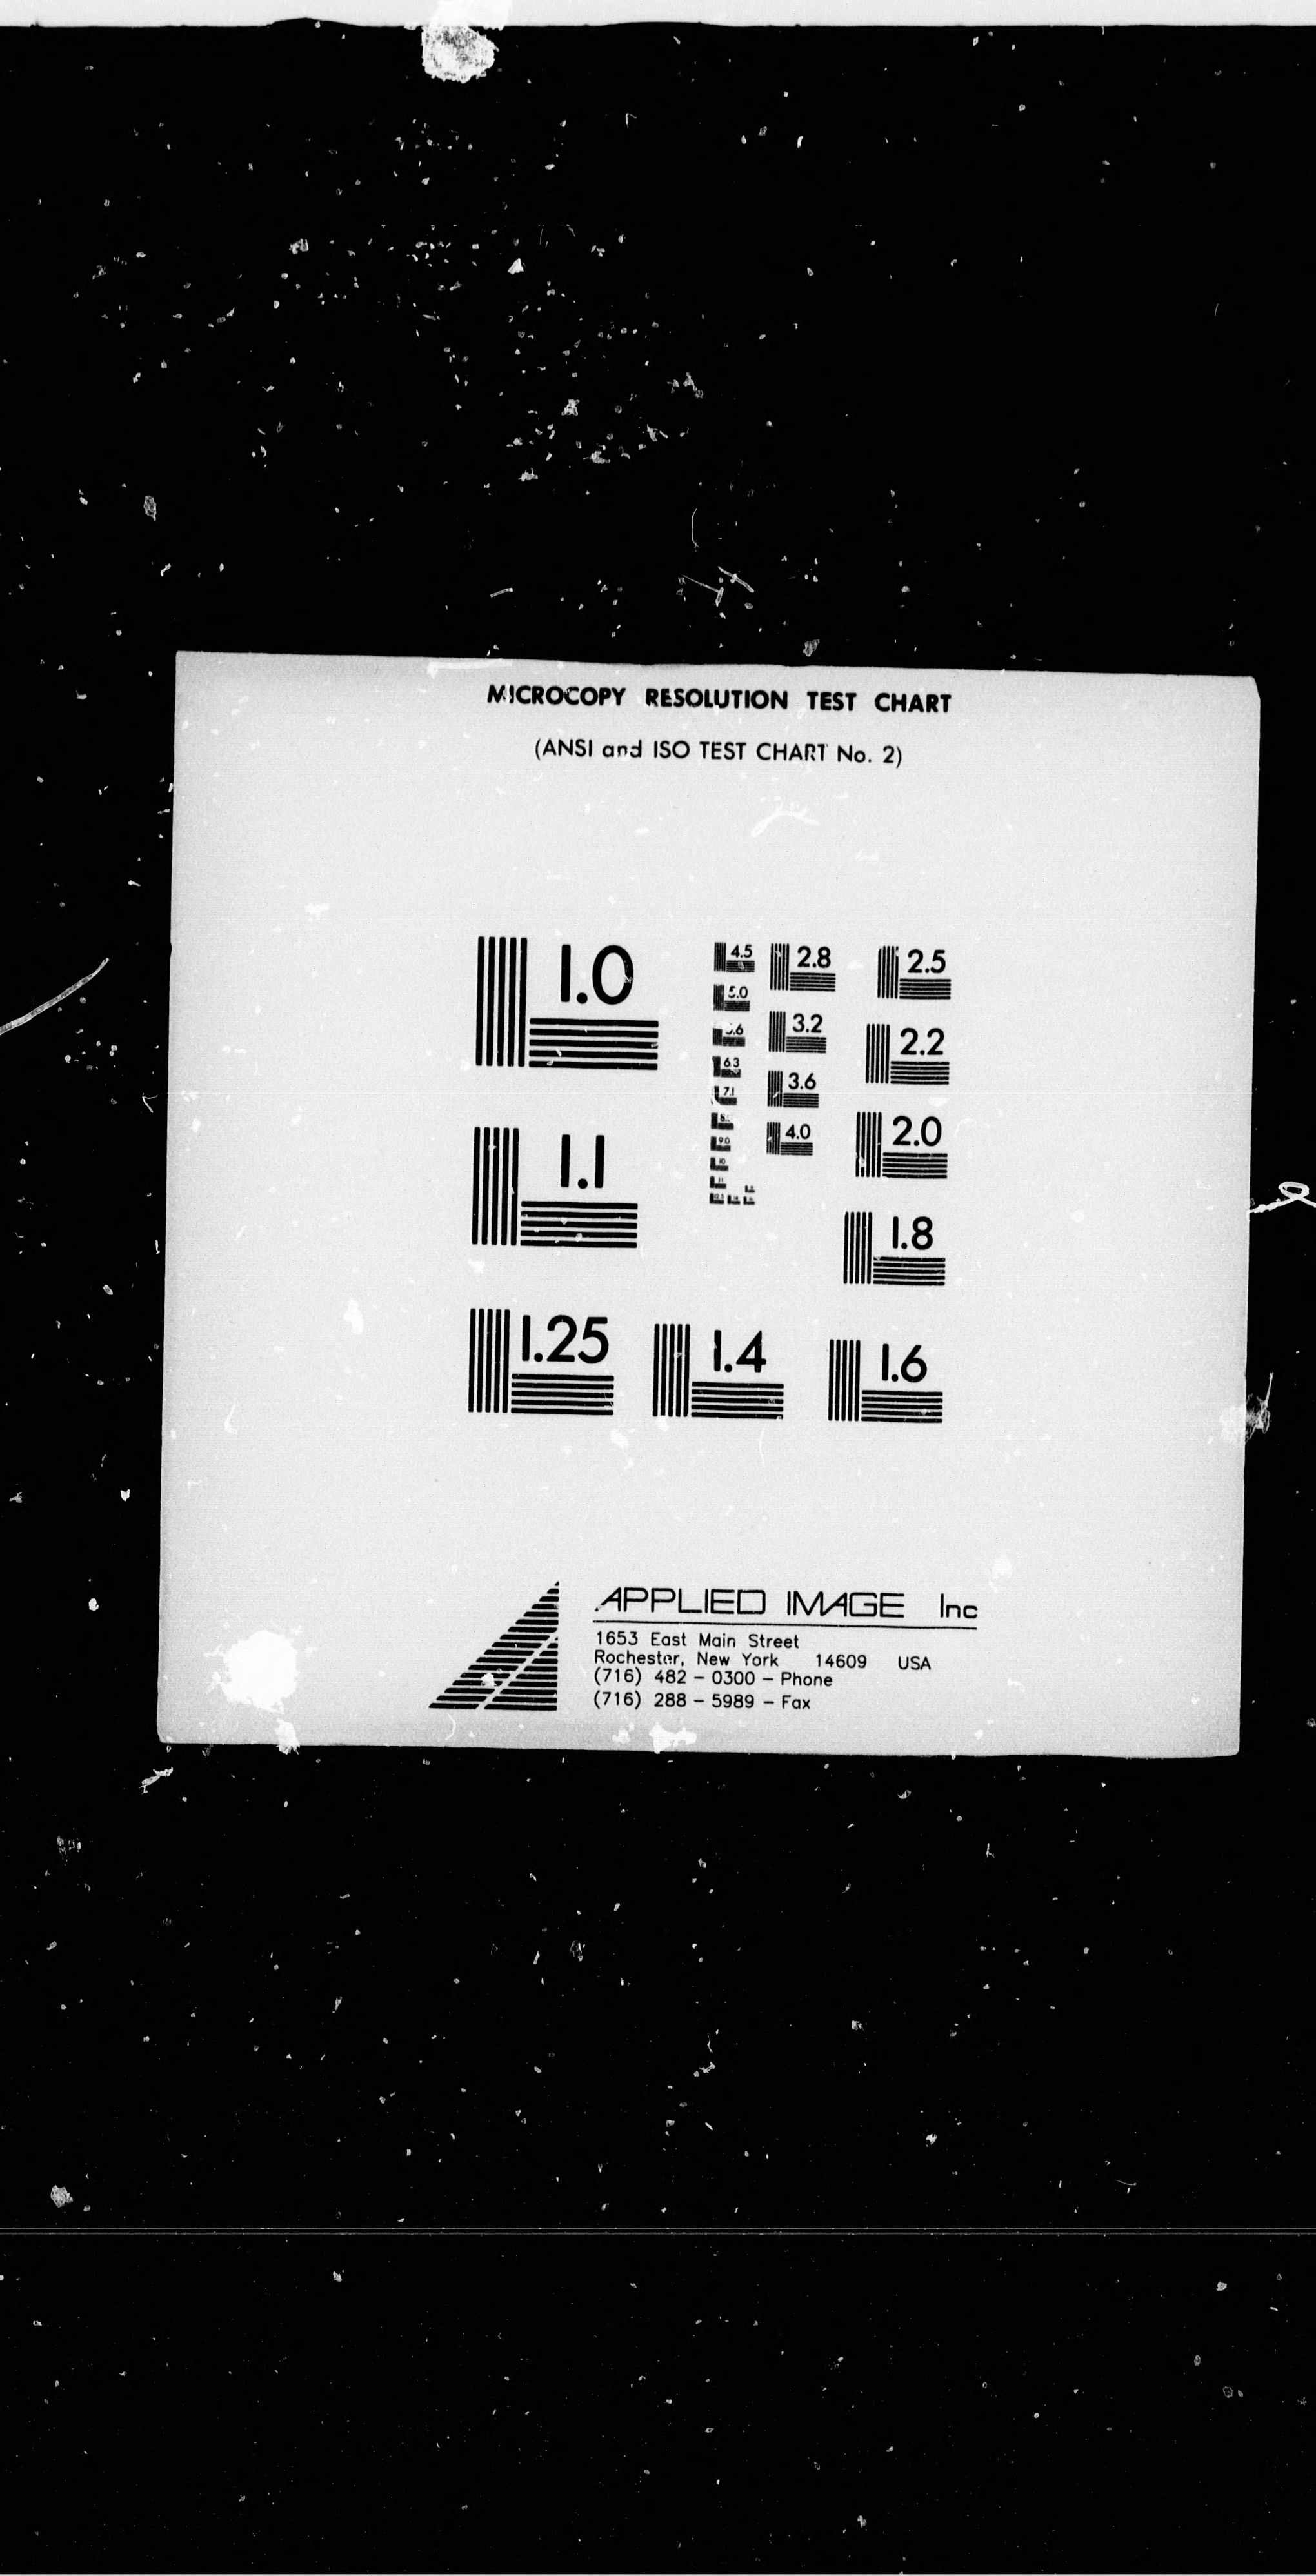 MICROCOPY RESOLUTION TEST CHART
(ANSI and ISO TEST CHART No. 2)
1.0
1.1
1.25
1.4
1.6
1.8
2.0
2.2
2.5
2.8
3.2
3.6
4.0
4.5
5.0
6.3
7.1
9.0
10
11
APPLIED IMAGE Inc
1653 East Main Street
Rochester, New York 14609 USA
(716) 482 - 0300 - Phone
(716) 288 - 5989 - Fax